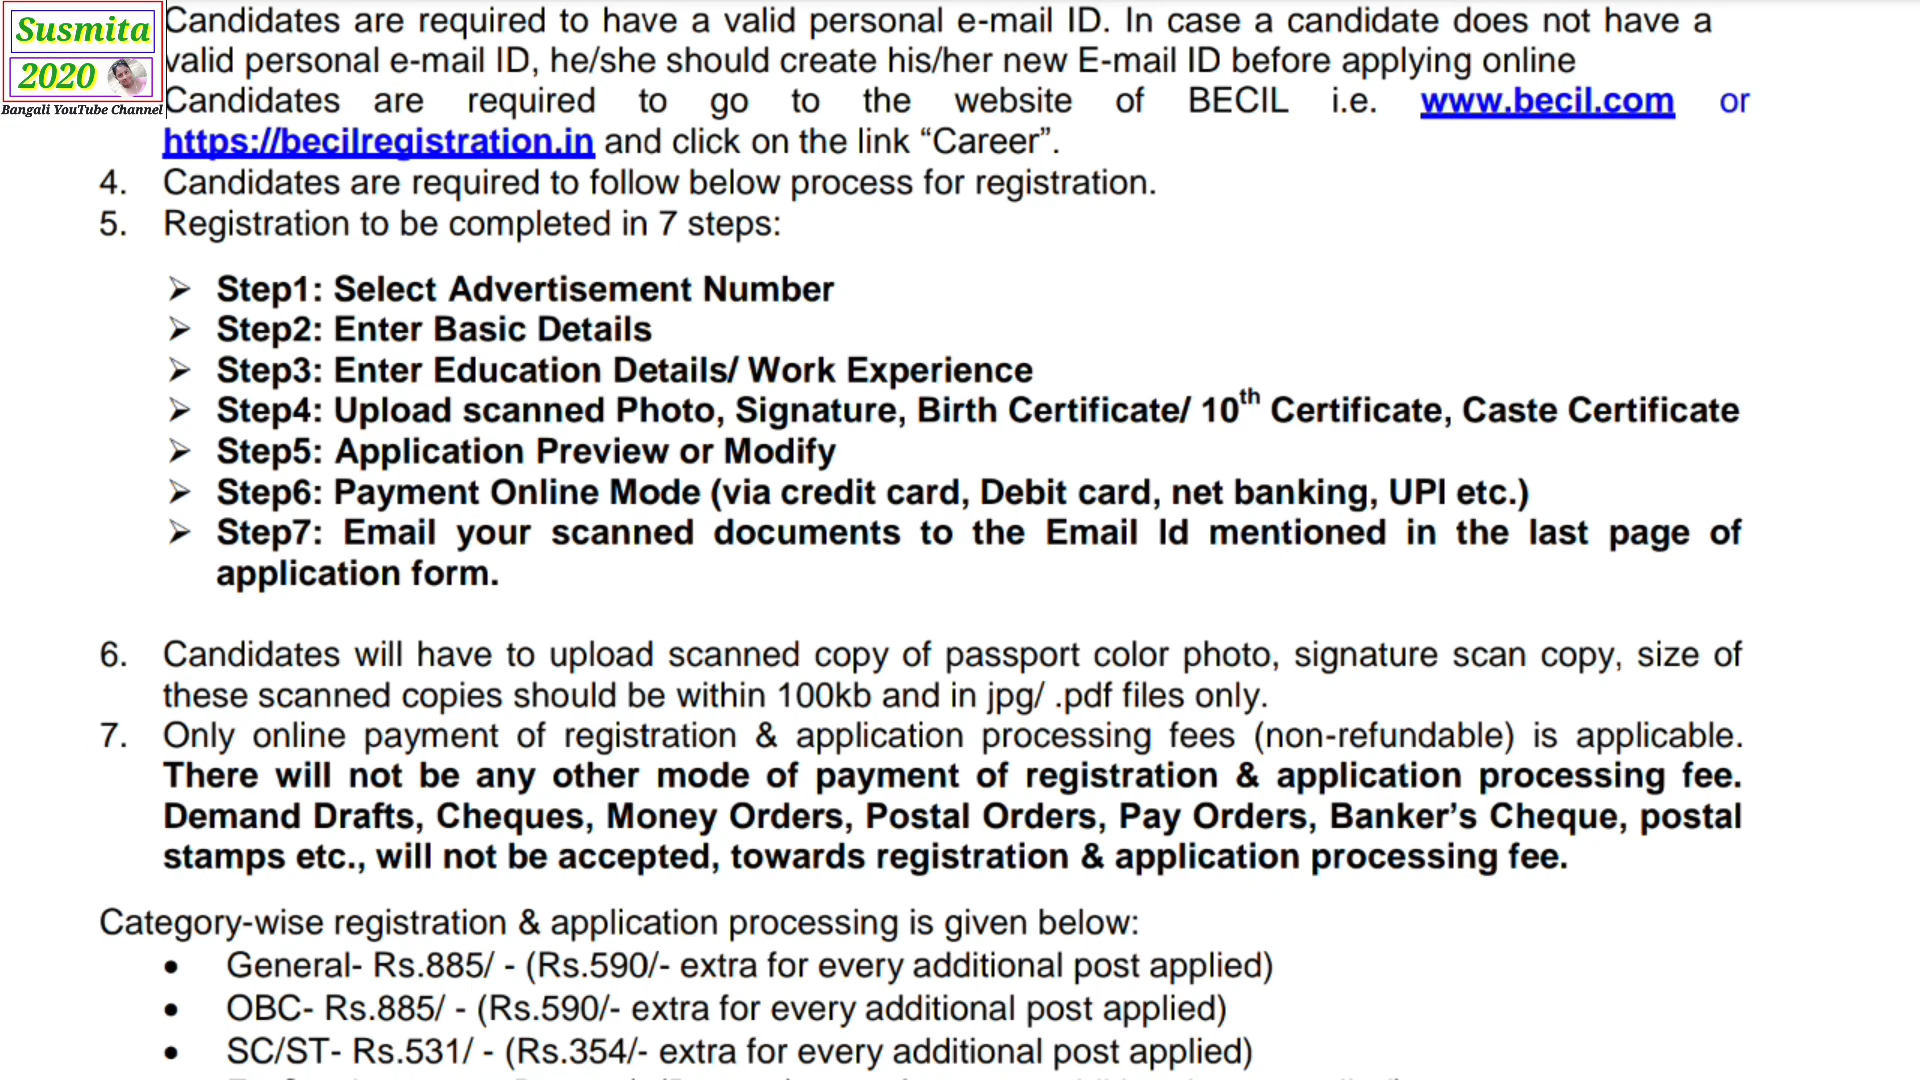 Susmita
2020
Bangali YouTube Channel
Candidates are required to have a valid personal e-mail ID. In case a candidate does not have a
valid personal e-mail ID, he/she should create his/her new E-mail ID before applying online
Candidates are required to go to the website of BECIL i.e. www.becil.com or
https://becilregistration.in and click on the link “Career”.
4. Candidates are required to follow below process for registration.
5. Registration to be completed in 7 steps:
➢ Step1: Select Advertisement Number
➢ Step2: Enter Basic Details
➢ Step3: Enter Education Details/ Work Experience
➢ Step4: Upload scanned Photo, Signature, Birth Certificate/ 10th Certificate, Caste Certificate
➢ Step5: Application Preview or Modify
➢ Step6: Payment Online Mode (via credit card, Debit card, net banking, UPI etc.)
➢ Step7: Email your scanned documents to the Email Id mentioned in the last page of
application form.
6. Candidates will have to upload scanned copy of passport color photo, signature scan copy, size of
these scanned copies should be within 100kb and in jpg/ .pdf files only.
7. Only online payment of registration & application processing fees (non-refundable) is applicable.
There will not be any other mode of payment of registration & application processing fee.
Demand Drafts, Cheques, Money Orders, Postal Orders, Pay Orders, Banker’s Cheque, postal
stamps etc., will not be accepted, towards registration & application processing fee.
Category-wise registration & application processing is given below:
• General- Rs.885/ - (Rs.590/- extra for every additional post applied)
• OBC- Rs.885/ - (Rs.590/- extra for every additional post applied)
• SC/ST- Rs.531/ - (Rs.354/- extra for every additional post applied)